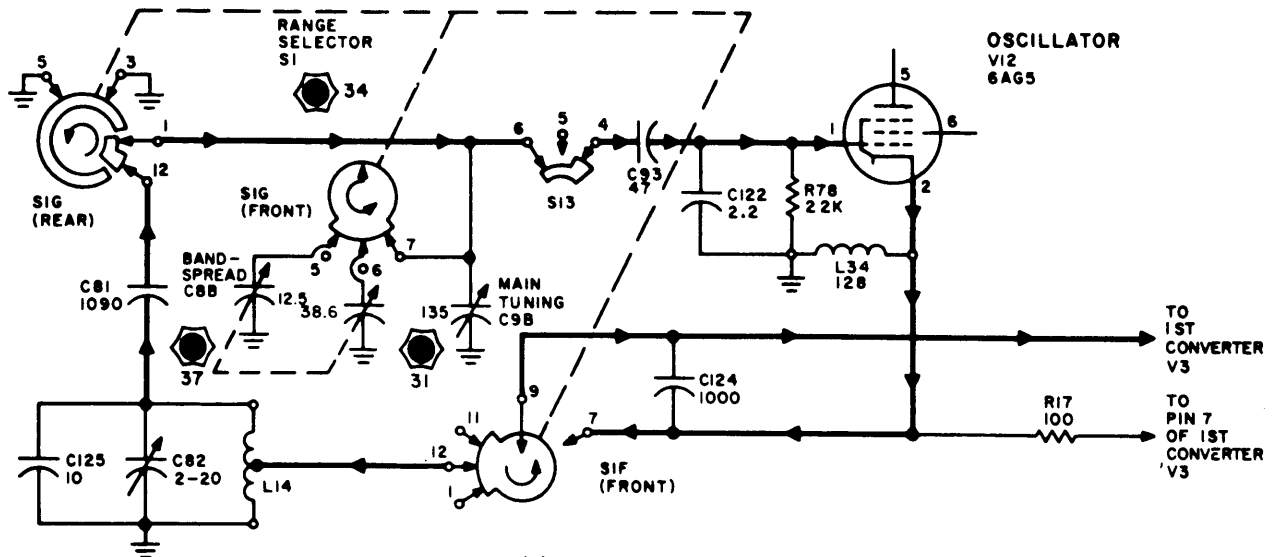 RANGE
SELECTOR
S1
34
OSCILLATOR
V12
6AG5
5
3
1
12
S1G
(REAR)
S1G
(FRONT)
5
6
7
6
5
4
S13
C93
47
C122
2.2
R78
22K
1
5
6
2
L34
128
C81
1090
BAND-
SPREAD
C8B
12.5
38.6
135
MAIN
TUNING
C9B
37
31
TO
1ST
CONVERTER
V3
C124
1000
9
11
12
1
7
S1F
(FRONT)
R17
100
TO
PIN 7
OF 1ST
CONVERTER
V3
C125
10
C82
2-20
L14